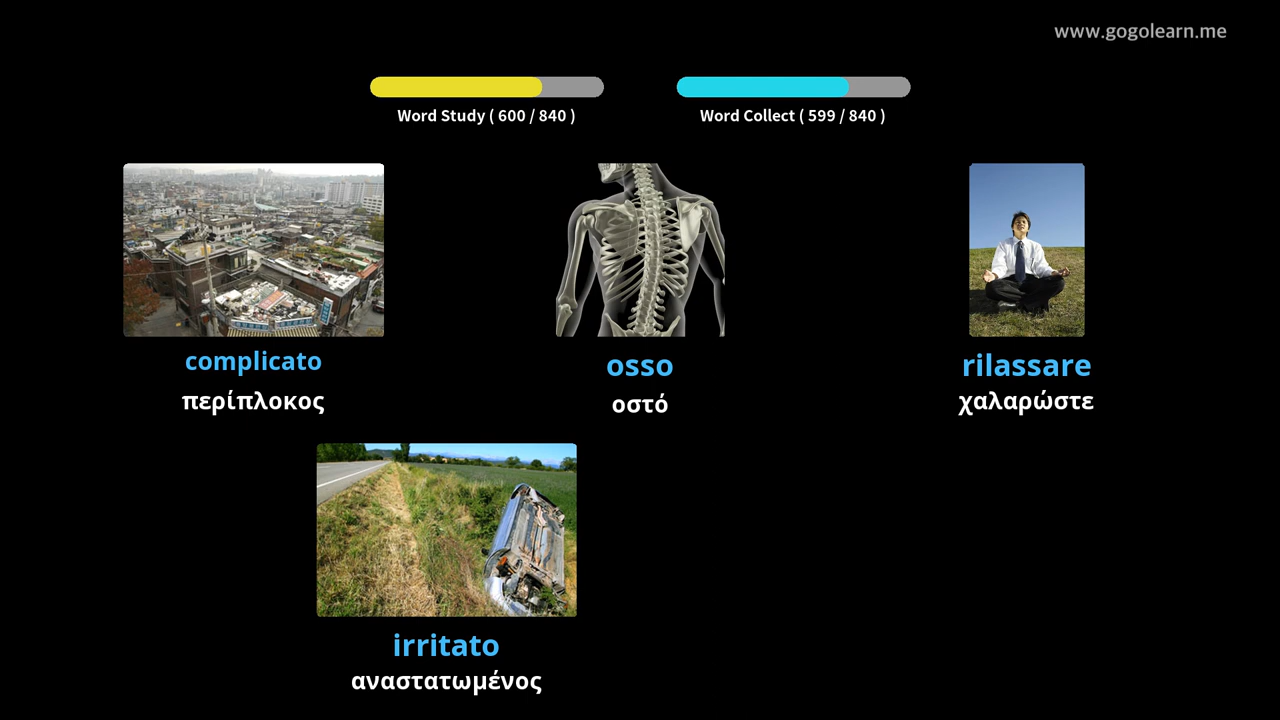 www.gogolearn.me
Word Study ( 600 / 840 )
Word Collect ( 599 / 840 )
complicato
περίπλοκος
osso
οστό
rilassare
χαλαρώστε
irritato
αναστατωμένος